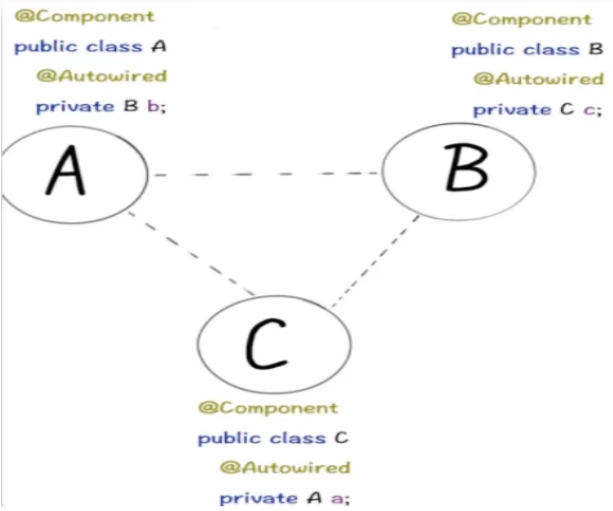 @Component
public class A
@Autowired
private B b;
@Component
public class B
@Autowired
private C c;
A
B
C
@Component
public class C
@Autowired
private A a;